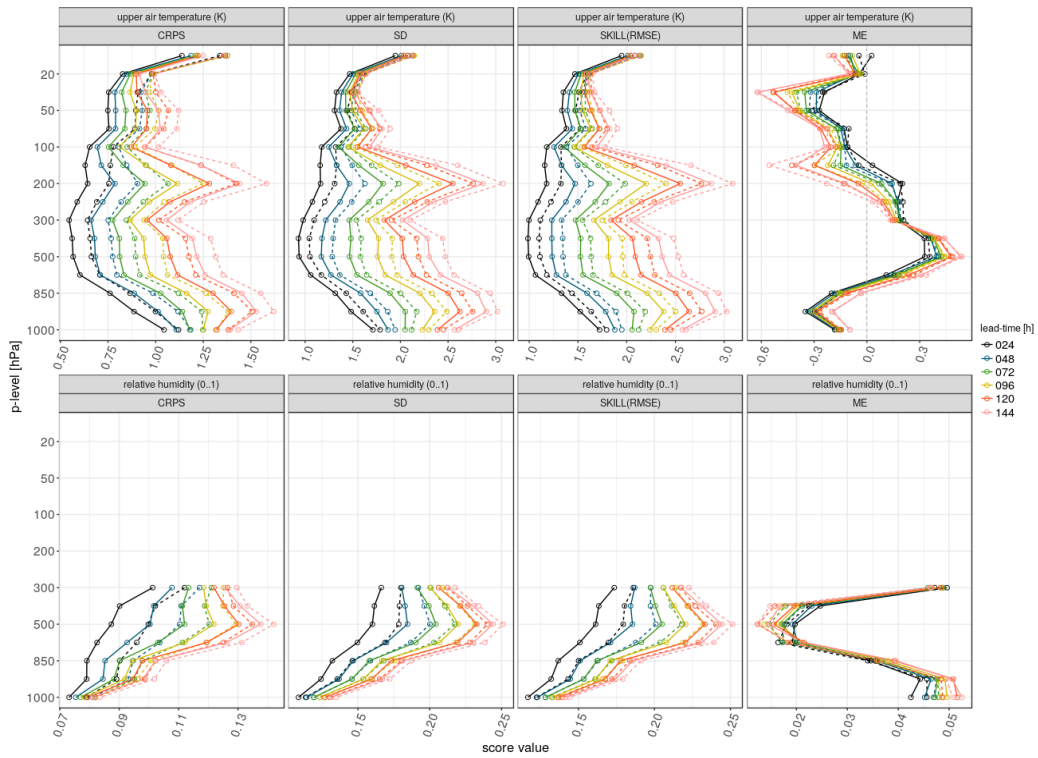 upper air temperature (K) upper air temperature (K) upper air temperature (K) upper air temperature (K)
CRPS SD SKILL(RMSE) ME
20
50
100
200
300
500
850
1000
0.50 0.75 1.00 1.25 1.50 1.0 1.5 2.0 2.5 3.0 1.0 1.5 2.0 2.5 3.0 -0.6 -0.3 0.0 0.3
p-level [hPa]
lead-time [h]
024
048
072
096
120
144
relative humidity (0..1) relative humidity (0..1) relative humidity (0..1) relative humidity (0..1)
CRPS SD SKILL(RMSE) ME
20
50
100
200
300
500
850
1000
0.07 0.09 0.11 0.13 0.15 0.20 0.25 0.15 0.20 0.25 0.02 0.03 0.04 0.05
score value